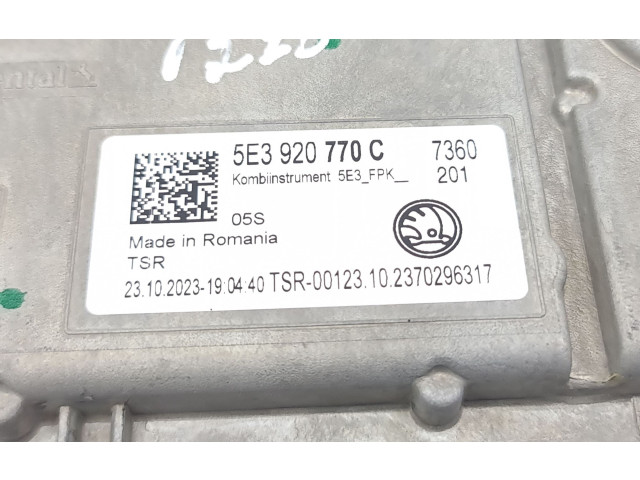 5E3 920 770 C 7360
Kombiinstrument 5E3_FPK__ 201
05S
Made in Romania
TSR
23.10.2023-19:04:40 TSR-00123.10.2370296317